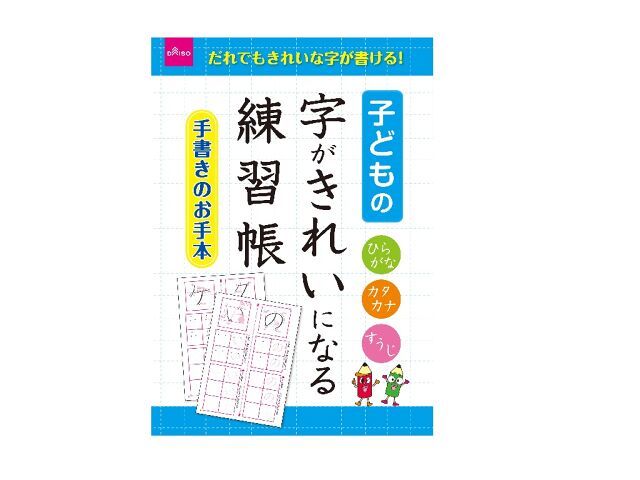 DAISO
だれでもきれいな字が書ける!
子どもの
字がきれいになる
練習帳
手書きのお手本
ひら
がな
カタ
カナ
すうじ
ケ
い
の